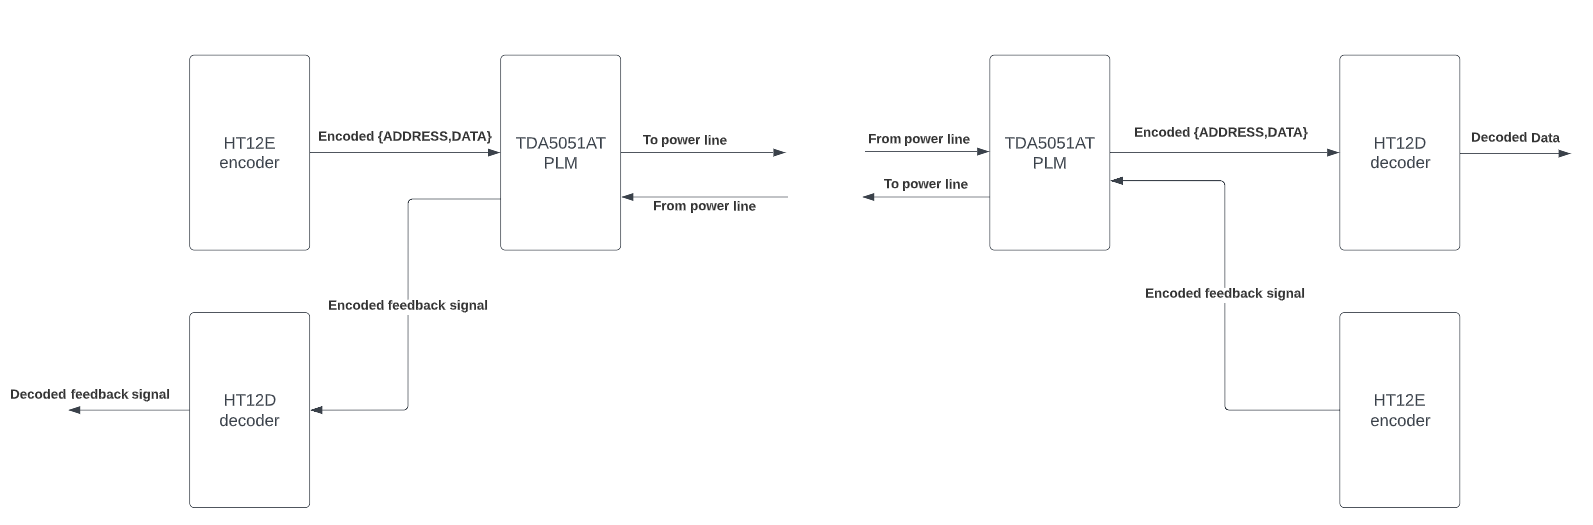 HT12E
encoder
Encoded {ADDRESS,DATA}
TDA5051AT
PLM
To power line
From power line
Encoded feedback signal
HT12D
decoder
Decoded feedback signal
From power line
To power line
TDA5051AT
PLM
Encoded {ADDRESS,DATA}
HT12D
decoder
Decoded Data
Encoded feedback signal
HT12E
encoder